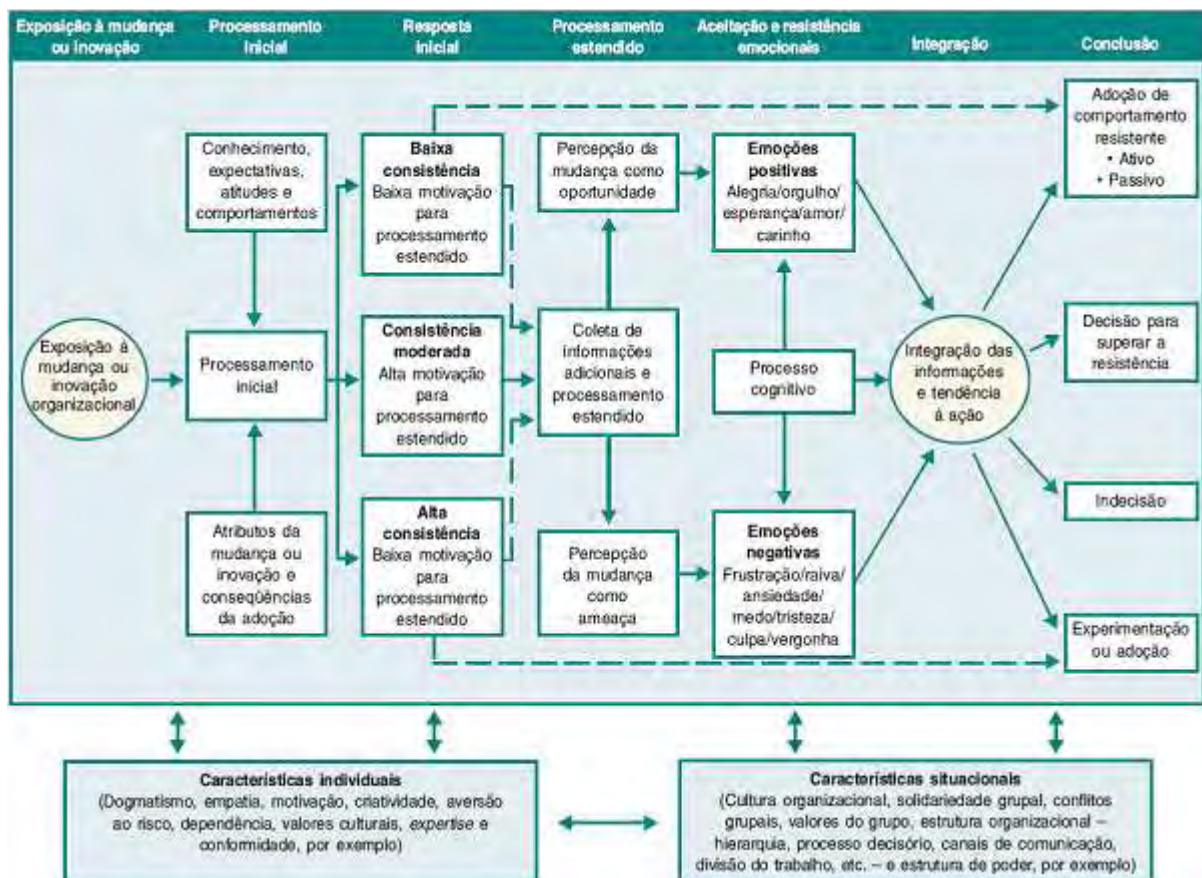 Exposição à mudança
ou inovação
Processamento
inicial
Resposta
inicial
Processamento
estendido
Aceitação e resistência
emocionais
Integração
Conclusão
Conhecimento,
expectativas,
atitudes e
comportamentos
Baixa
consistência
Baixa motivação
para
processamento
estendido
Percepção da
mudança como
oportunidade
Emoções
positivas
Alegria/orgulho/
esperança/amor/
carinho
Adoção de
comportamento
resistente
• Ativo
• Passivo
Exposição à
mudança ou
inovação
organizacional
Processamento
inicial
Consistência
moderada
Alta motivação
para
processamento
estendido
Coleta de
informações
adicionais e
processamento
estendido
Processo
cognitivo
Integração das
informações
e tendência
à ação
Decisão para
superar a
resistência
Indecisão
Atributos da
mudança ou
inovação e
conseqüências
da adoção
Alta
consistência
Baixa motivação
para
processamento
estendido
Percepção
da mudança
como
ameaça
Emoções
negativas
Frustração/raiva/
ansiedade/
medo/tristeza/
culpa/vergonha
Experimentação
ou adoção
Características individuais
(Dogmatismo, empatia, motivação, criatividade, aversão
ao risco, dependência, valores culturais, expertise e
conformidade, por exemplo)
Características situacionais
(Cultura organizacional, solidariedade grupal, conflitos
grupais, valores do grupo, estrutura organizacional –
hierarquia, processo decisório, canais de comunicação,
divisão do trabalho, etc. – e estrutura de poder, por exemplo)